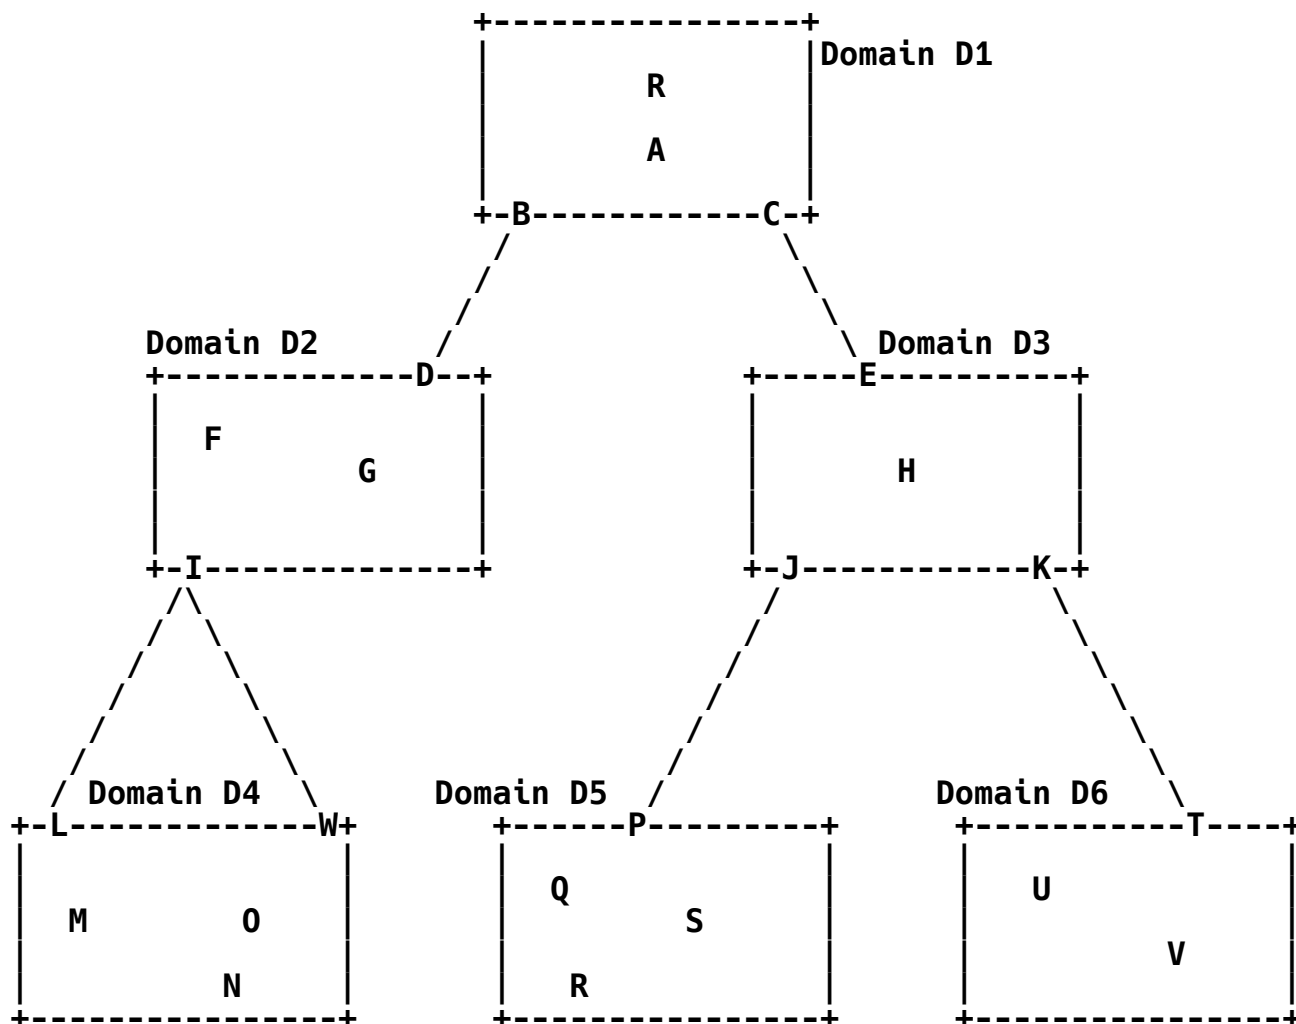 Domain D1
R
A
B C
Domain D2 Domain D3
D E
F
G H
I J K
Domain D4 Domain D5 Domain D6
L W P T
Q U
M O S
V
N R